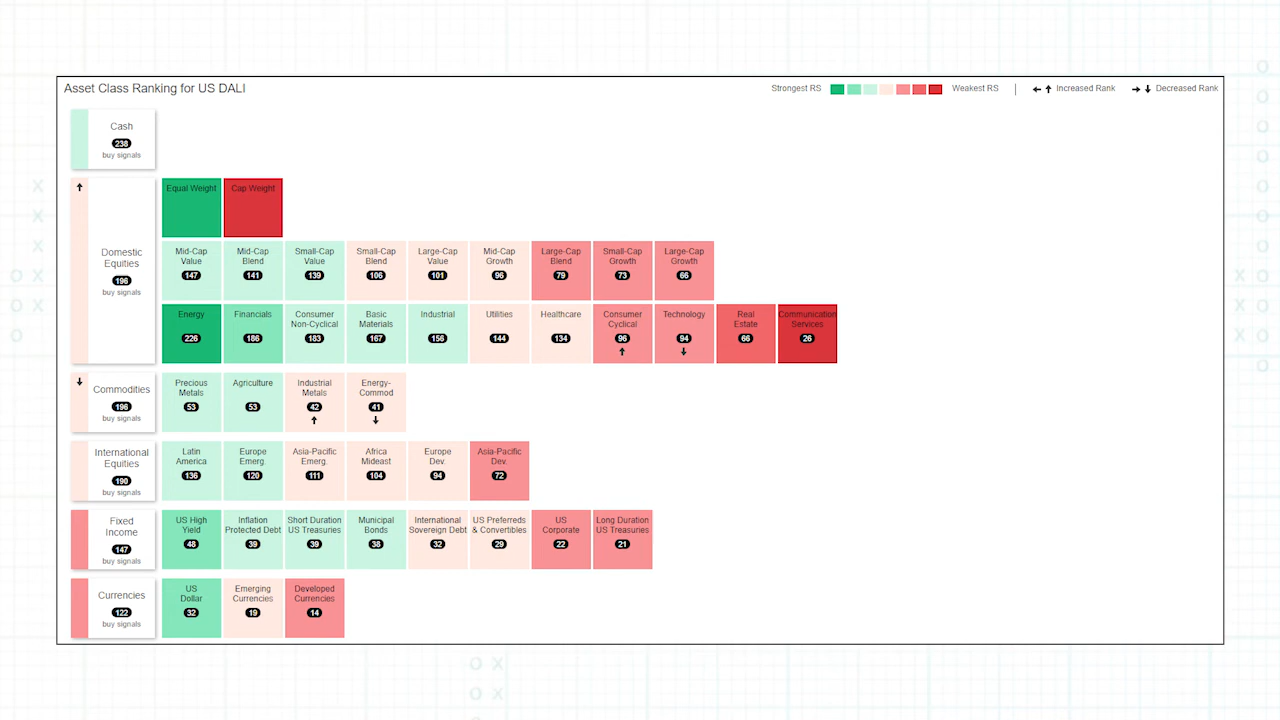 Asset Class Ranking for US DALI
Strongest RS
Weakest RS
Increased Rank
Decreased Rank
Cash
238
buy signals
Domestic
Equities
196
buy signals
Equal Weight
Cap Weight
Mid-Cap
Value
147
Mid-Cap
Blend
141
Small-Cap
Value
139
Small-Cap
Blend
106
Large-Cap
Value
101
Mid-Cap
Growth
96
Large-Cap
Blend
79
Small-Cap
Growth
73
Large-Cap
Growth
66
Energy
226
Financials
186
Consumer
Non-Cyclical
183
Basic
Materials
167
Industrial
156
Utilities
144
Healthcare
134
Consumer
Cyclical
96
Technology
94
Real
Estate
66
Communication
Services
26
Commodities
196
buy signals
Precious
Metals
53
Agriculture
53
Industrial
Metals
42
Energy-
Commod
41
International
Equities
190
buy signals
Latin
America
136
Europe
Emerg.
120
Asia-Pacific
Emerg.
111
Africa
Mideast
104
Europe
Dev.
94
Asia-Pacific
Dev.
72
Fixed
Income
147
buy signals
US High
Yield
48
Inflation
Protected Debt
39
Short Duration
US Treasuries
39
Municipal
Bonds
38
International
Sovereign Debt
32
US Preferreds
& Convertibles
29
US
Corporate
22
Long Duration
US Treasuries
21
Currencies
122
buy signals
US
Dollar
32
Emerging
Currencies
19
Developed
Currencies
14